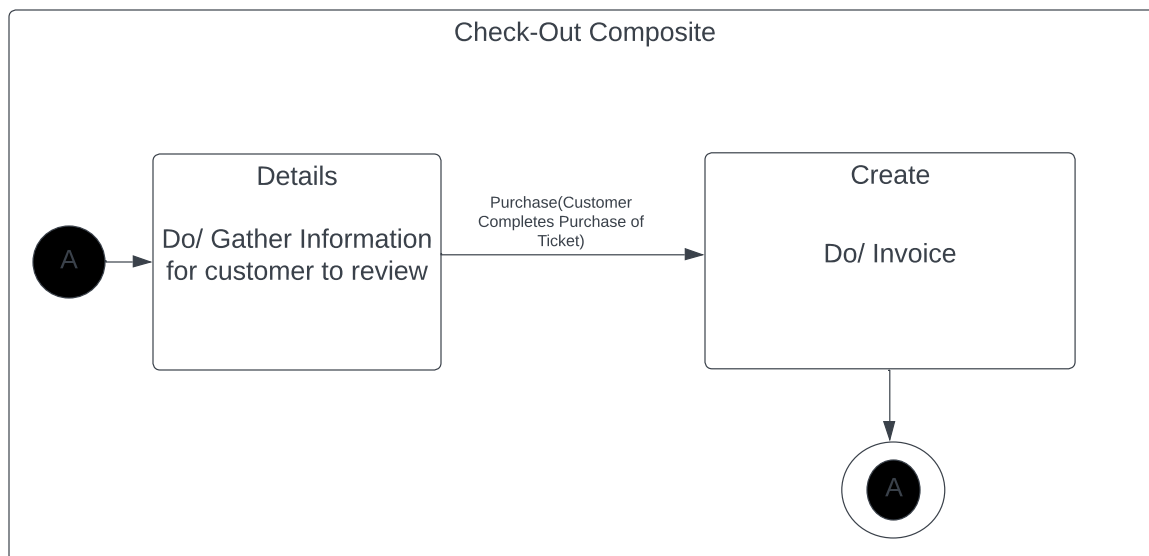 Check-Out Composite
Details
Do/ Gather Information
for customer to review
A
Purchase(Customer
Completes Purchase of
Ticket)
Create
Do/ Invoice
A